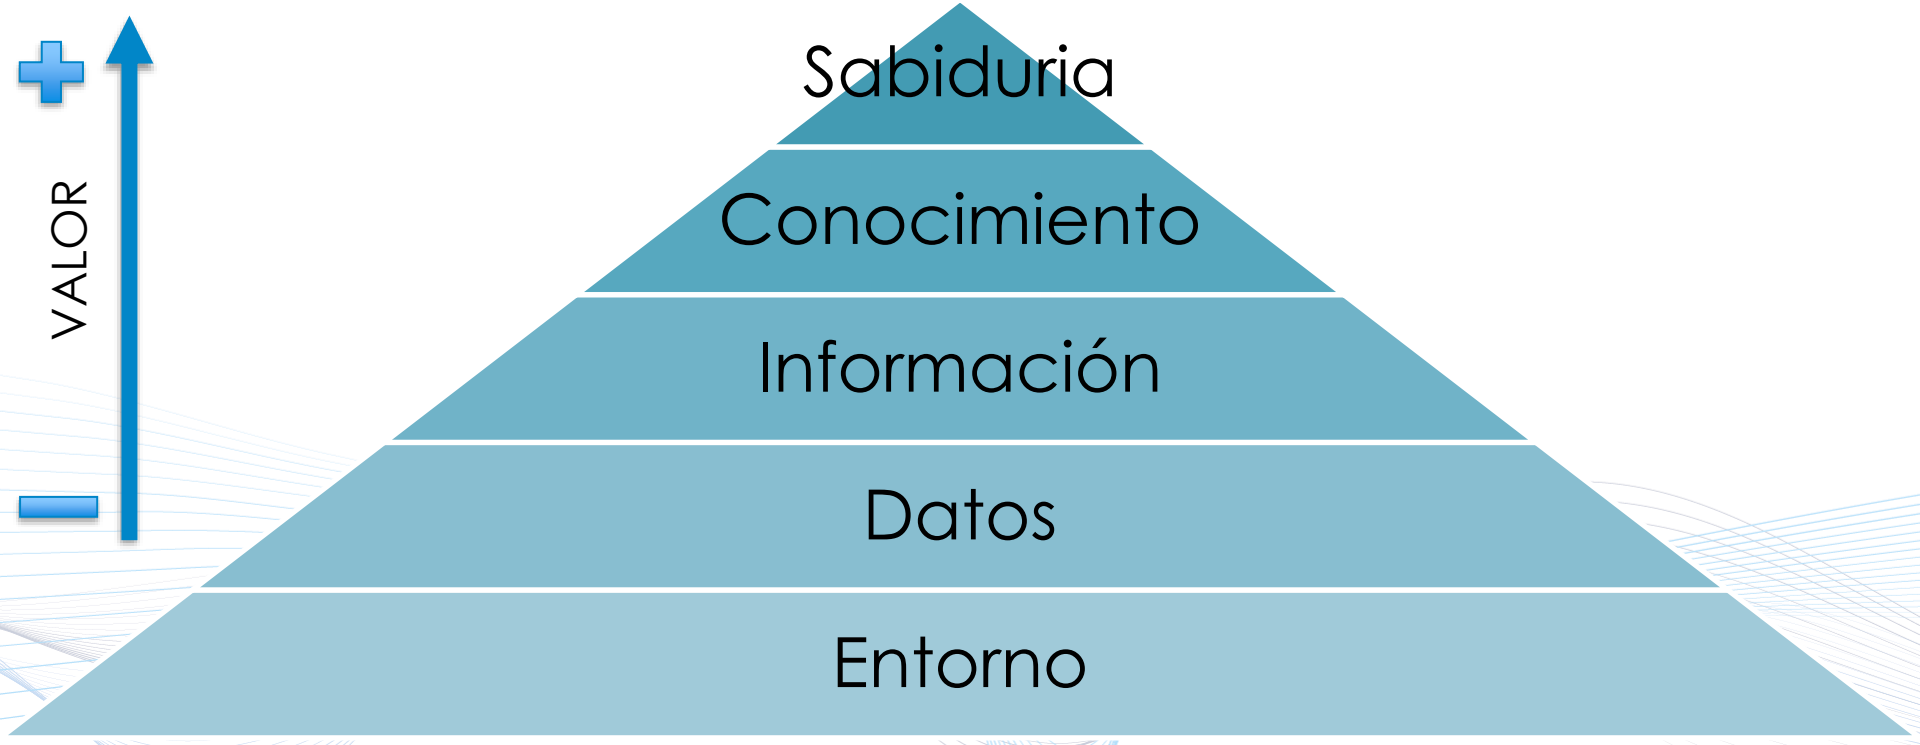 Sabiduria
VALOR
Conocimiento
Información
Datos
Entorno